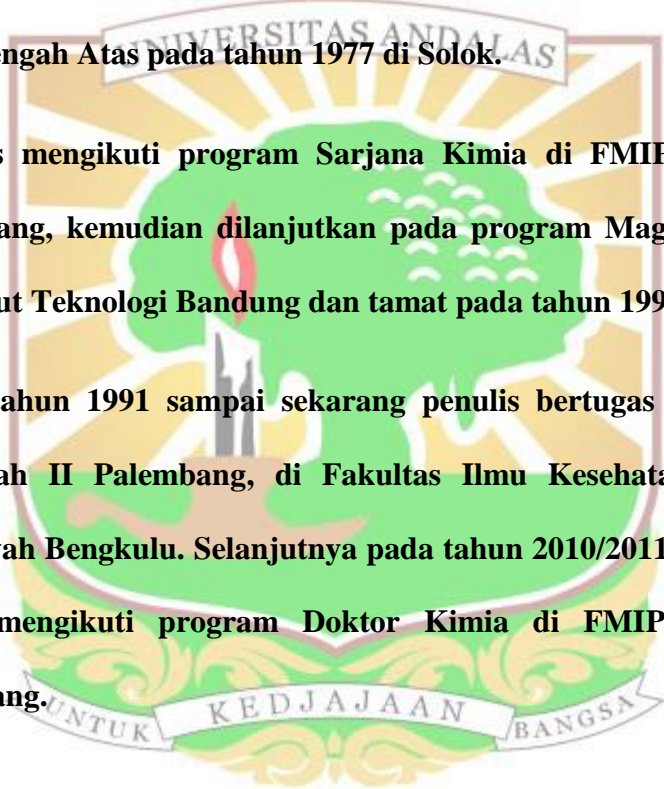 UNIVERSITAS ANDALAS
engah Atas pada tahun 1977 di Solok.
s mengikuti program Sarjana Kimia di FMIP
ang, kemudian dilanjutkan pada program Mag
ut Teknologi Bandung dan tamat pada tahun 199
ahun 1991 sampai sekarang penulis bertugas
ah II Palembang, di Fakultas Ilmu Kesehata
yah Bengkulu. Selanjutnya pada tahun 2010/2011
mengikuti program Doktor Kimia di FMIP
ang.
UNTUK KEDJAJAAN BANGSA